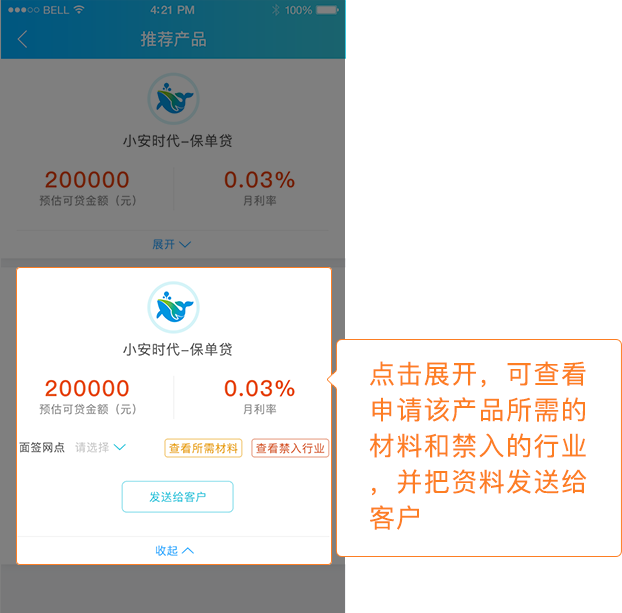 BELL 4:21 PM 100%
推荐产品
小安时代-保单贷
200000 0.03%
预估可贷金额（元） 月利率
展开
小安时代-保单贷
200000 0.03%
预估可贷金额（元） 月利率
面签网点 请选择 查看所需材料 查看禁入行业
发送给客户
收起
点击展开，可查看
申请该产品所需的
材料和禁入的行业
，并把资料发送给
客户